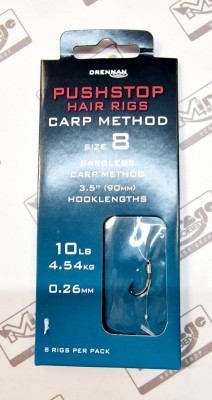 DRENNAN
PUSHSTOP
HAIR RIGS
CARP METHOD
SIZE 8
BARBLESS
CARP METHOD
3.5" (90mm)
HOOKLENGTHS
10LB
4.54KG
0.26MM
8 RIGS PER PACK